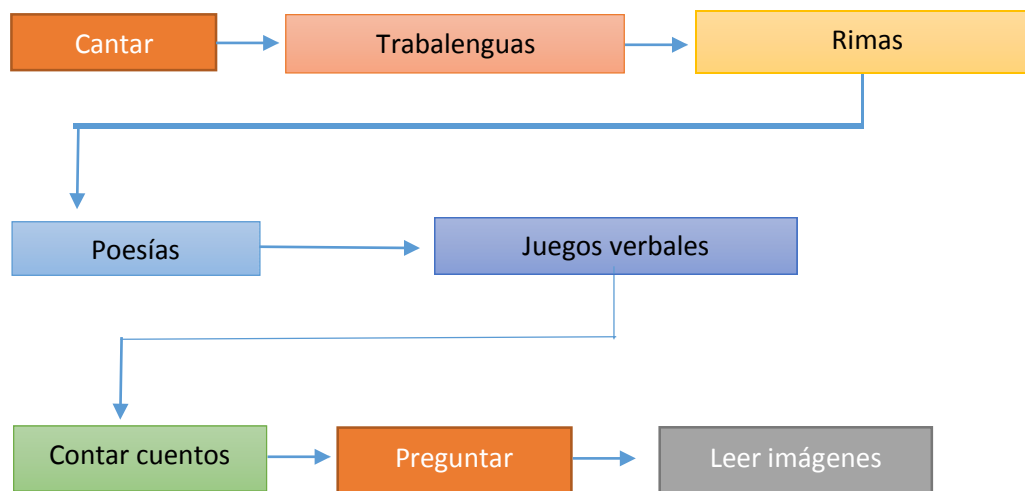 Cantar
Trabalenguas
Rimas
Poesías
Juegos verbales
Contar cuentos
Preguntar
Leer imágenes